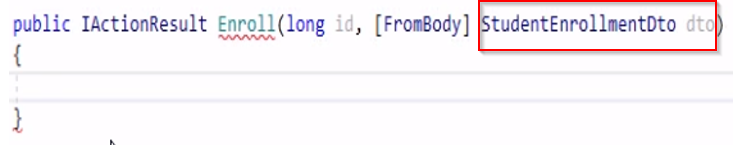 public IActionResult Enroll(long id, [FromBody] StudentEnrollmentDto dto)
{
}